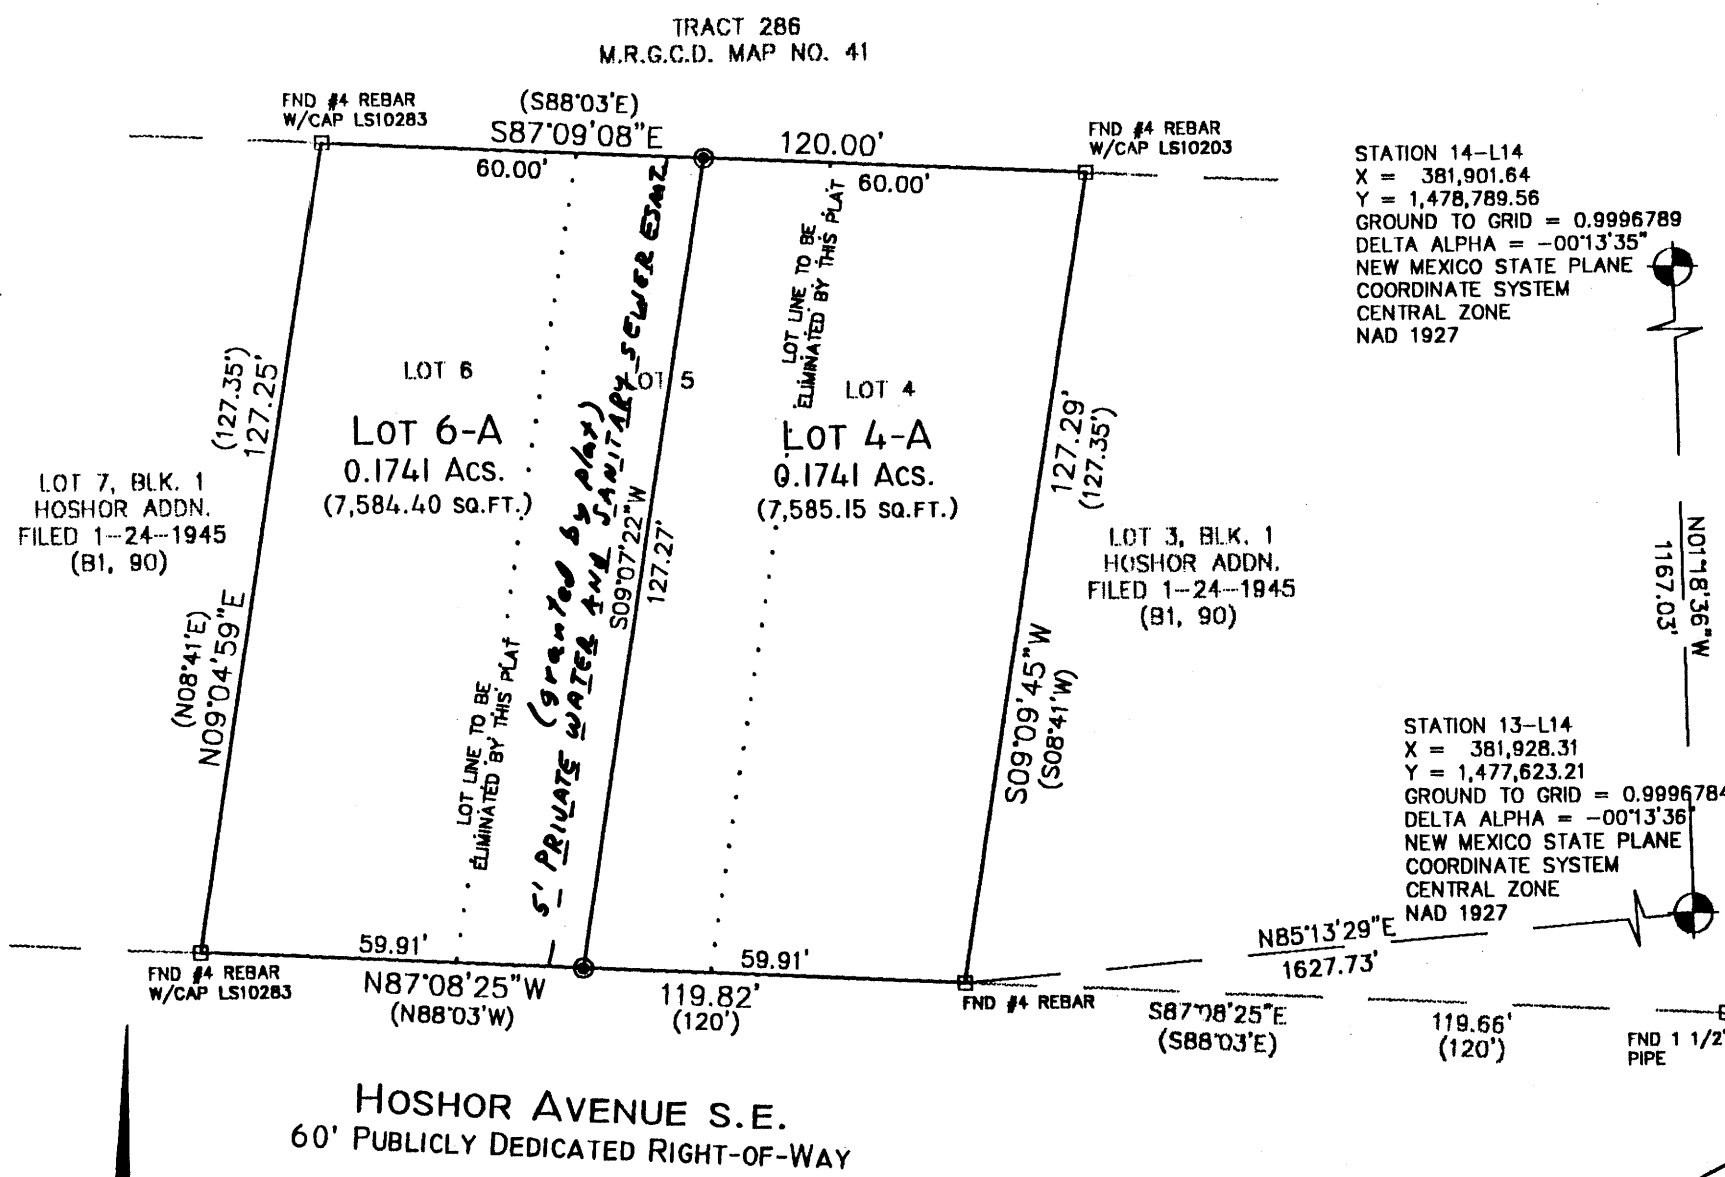 TRACT 286
M.R.G.C.D. MAP NO. 41
FND #4 REBAR
W/CAP LS10283
(S88°03'E)
S87°09'08"E
120.00'
60.00'
60.00'
FND #4 REBAR
W/CAP LS10203
STATION 14-L14
X = 381,901.64
Y = 1,478,789.56
GROUND TO GRID = 0.9996789
DELTA ALPHA = -00°13'35"
NEW MEXICO STATE PLANE
COORDINATE SYSTEM
CENTRAL ZONE
NAD 1927
LOT LINE TO BE
ELIMINATED BY THIS PLAT
(127.35')
127.25'
LOT 6
LOT 6-A
0.1741 ACS.
(7,584.40 SQ.FT.)
LOT 5
LOT 4
LOT 4-A
0.1741 ACS.
(7,585.15 SQ.FT.)
127.29'
(127.35')
LOT 7, BLK. 1
HOSHOR ADDN.
FILED 1-24-1945
(B1, 90)
5' PRIVATE WATER AND SANITARY SEWER ESMT
(granted by plat)
S09°07'22"W
127.27'
LOT 3, BLK. 1
HOSHOR ADDN.
FILED 1-24-1945
(B1, 90)
N01°18'36"W
1167.03'
(N08°41'E)
N09°04'59"E
LOT LINE TO BE
ELIMINATED BY THIS PLAT
S09°09'45"W
(S08°41'W)
STATION 13-L14
X = 381,928.31
Y = 1,477,623.21
GROUND TO GRID = 0.9996784
DELTA ALPHA = -00°13'36"
NEW MEXICO STATE PLANE
COORDINATE SYSTEM
CENTRAL ZONE
NAD 1927
59.91'
59.91'
N85°13'29"E
1627.73'
FND #4 REBAR
W/CAP LS10283
N87°08'25"W
(N88°03'W)
119.82'
(120')
FND #4 REBAR
S87°08'25"E
(S88°03'E)
119.66'
(120')
FND 1 1/2"
PIPE
HOSHOR AVENUE S.E.
60' PUBLICLY DEDICATED RIGHT-OF-WAY